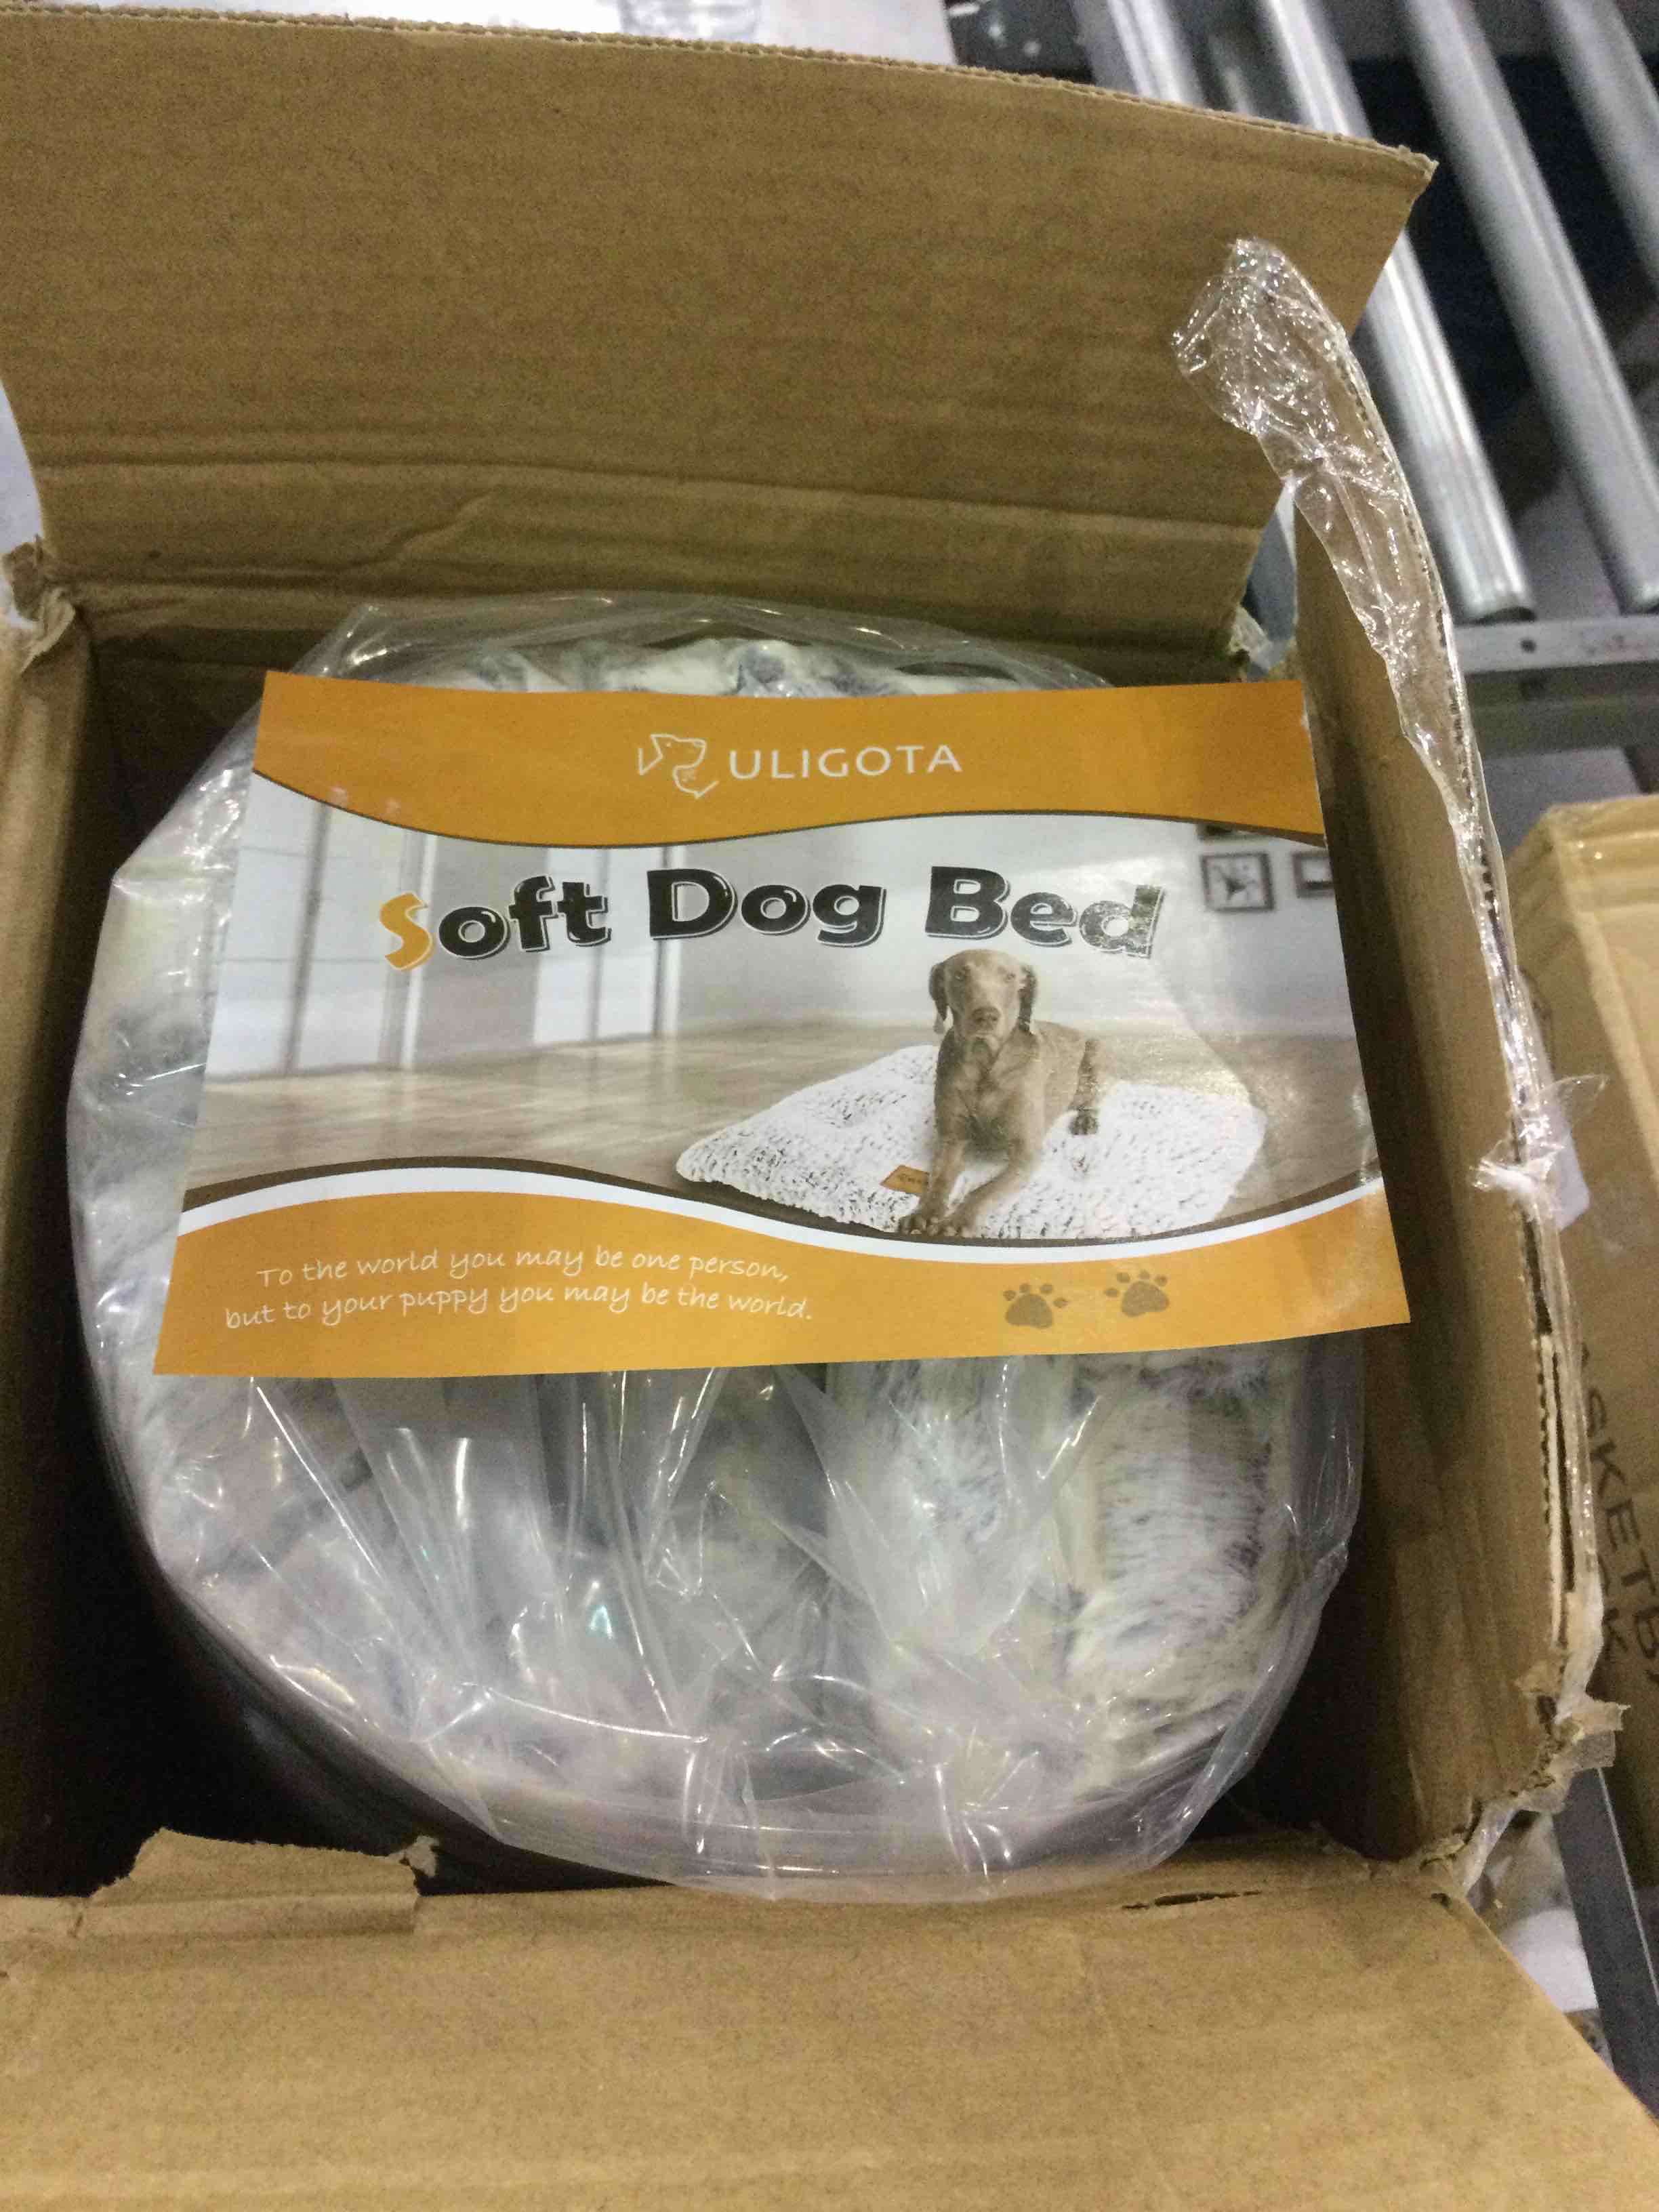 ULIGOTA
Soft Dog Bed
To the world you may be one person,
but to your puppy you may be the world.